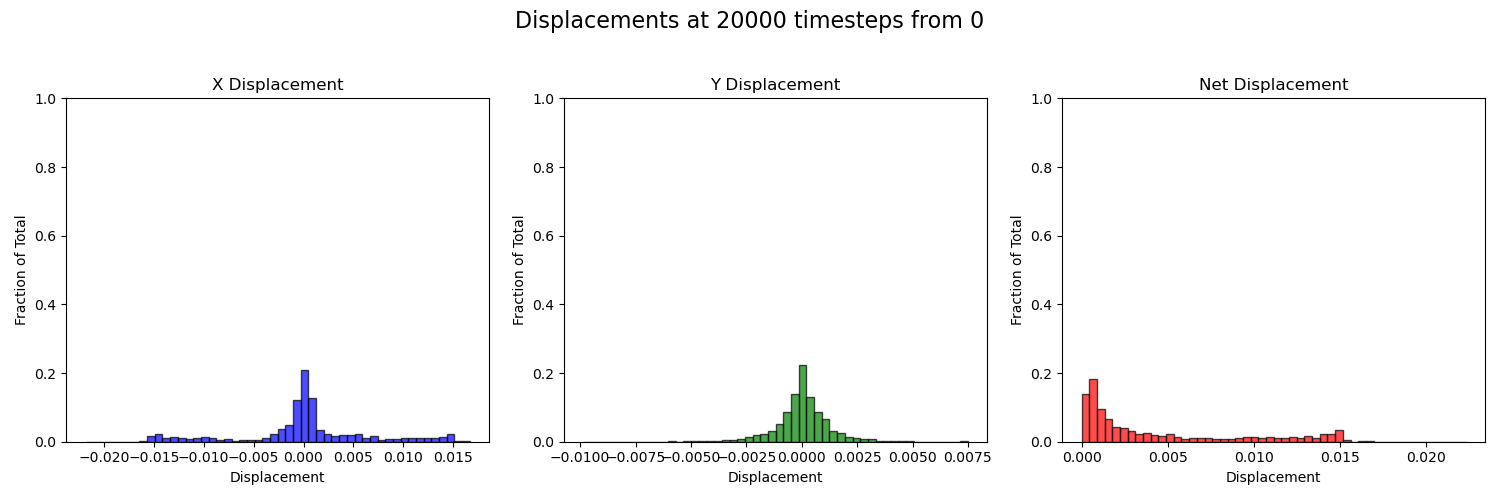 Displacements at 20000 timesteps from 0
X Displacement
Y Displacement
Net Displacement
Fraction of Total
1.0
0.8
0.6
0.4
0.2
0.0
−0.020 −0.015 −0.010 −0.005 0.000 0.005 0.010 0.015
Displacement
Fraction of Total
1.0
0.8
0.6
0.4
0.2
0.0
−0.0100 −0.0075 −0.0050 −0.0025 0.0000 0.0025 0.0050 0.0075
Displacement
Fraction of Total
1.0
0.8
0.6
0.4
0.2
0.0
0.000 0.005 0.010 0.015 0.020
Displacement